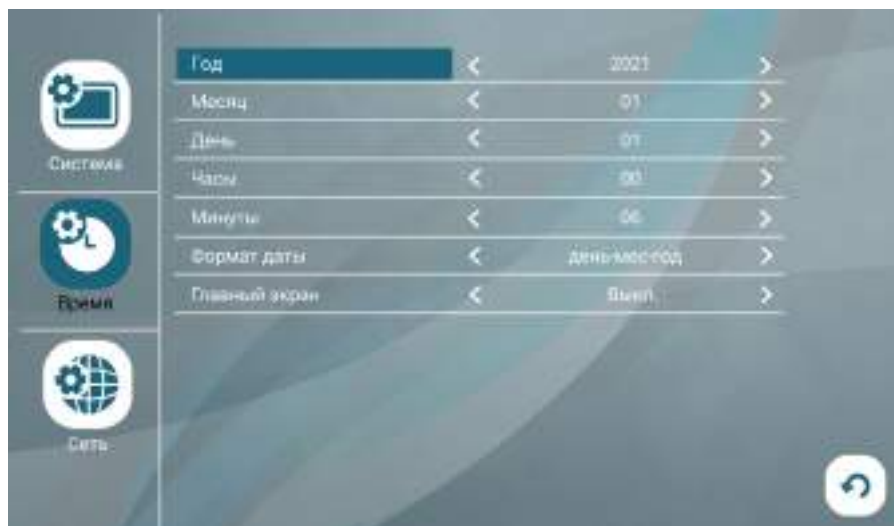 Система
Время
Сеть
Год 2021
Месяц 01
День 01
Часы 00
Минуты 06
Формат даты день-мес-год
Главный экран Выкл.